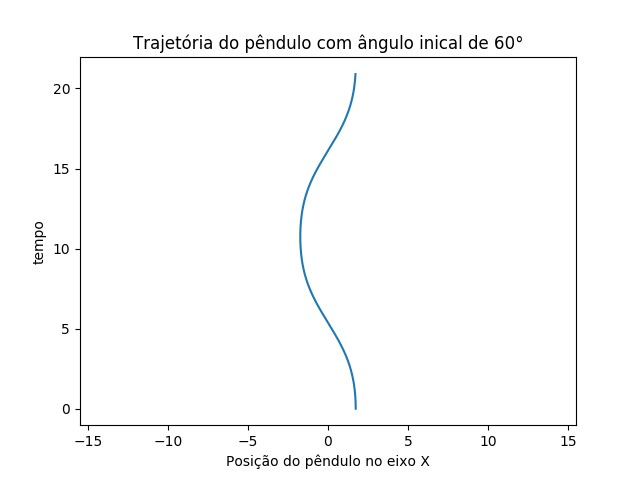 Trajetória do pêndulo com ângulo inical de 60°
20
15
10
5
0
tempo
−15 −10 −5 0 5 10 15
Posição do pêndulo no eixo X